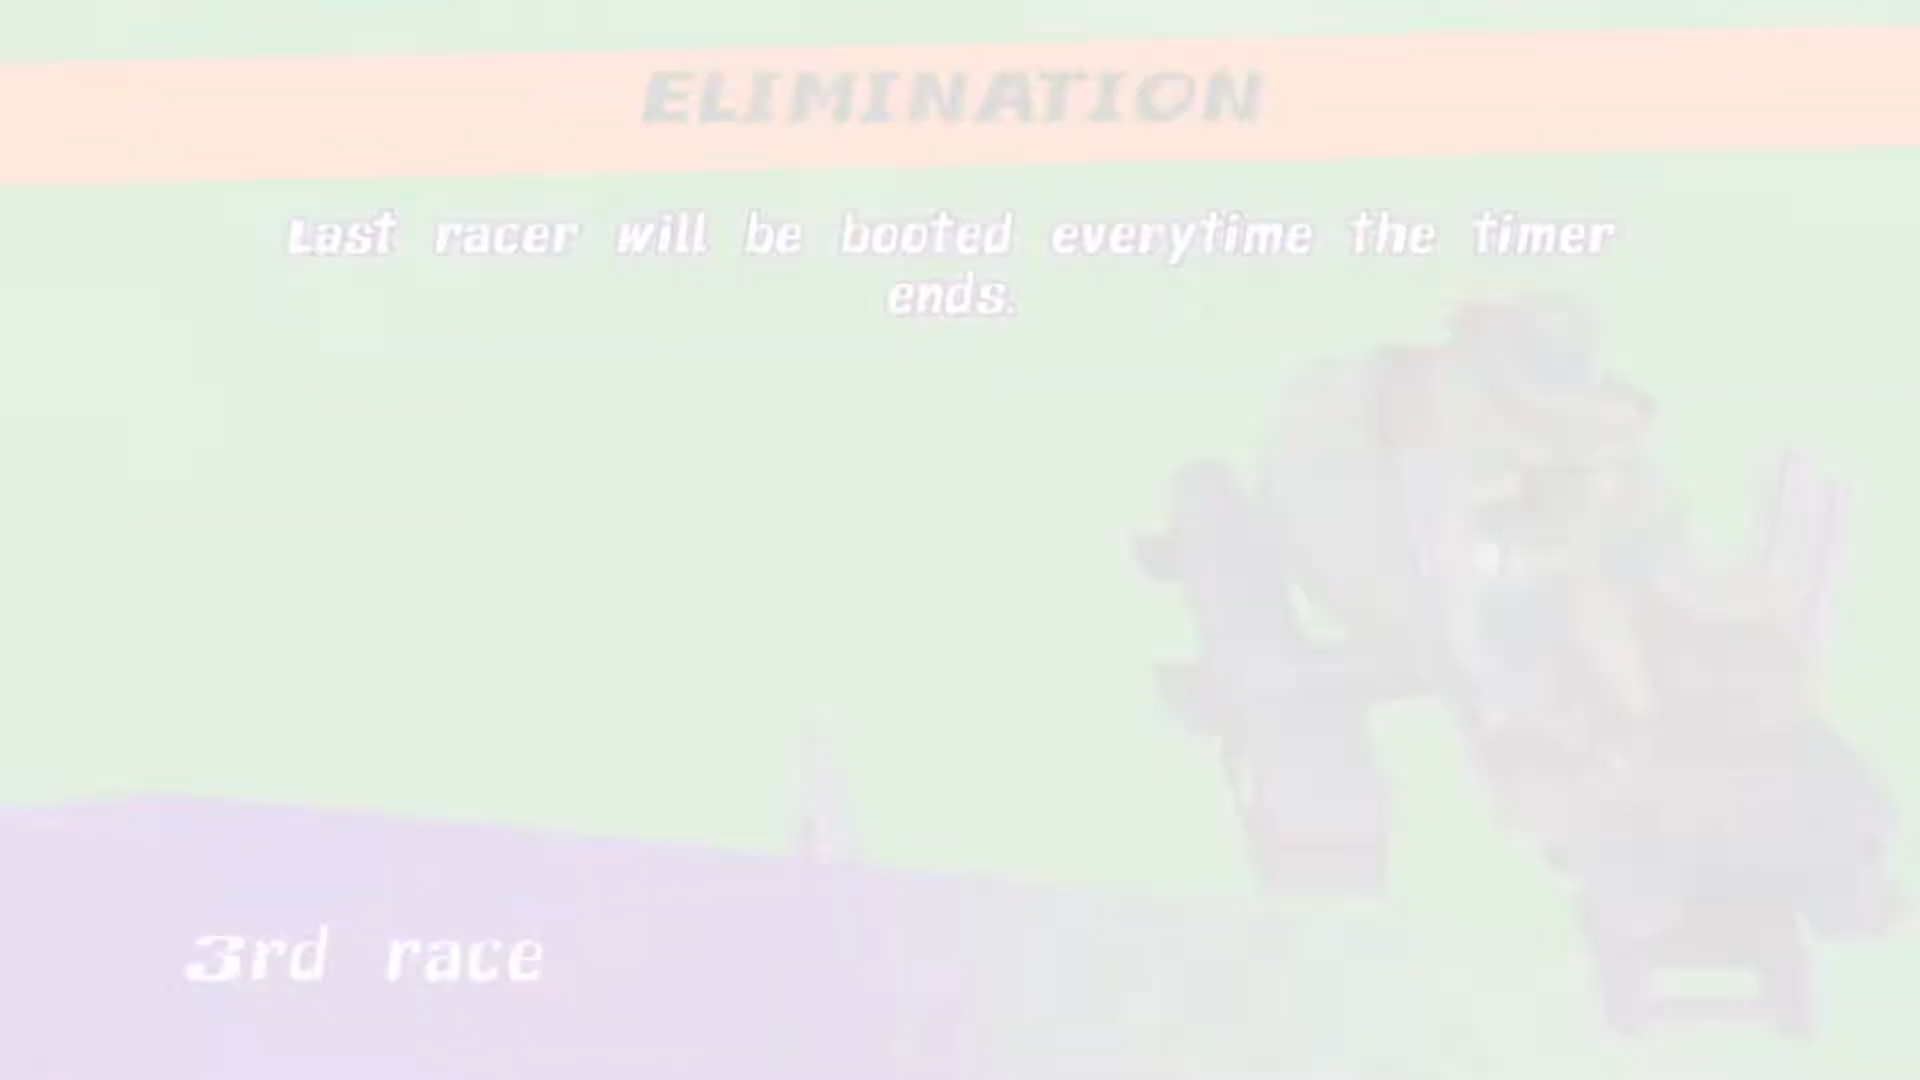 ELIMINATION
Last racer will be booted everytime the timer
ends.
3rd race